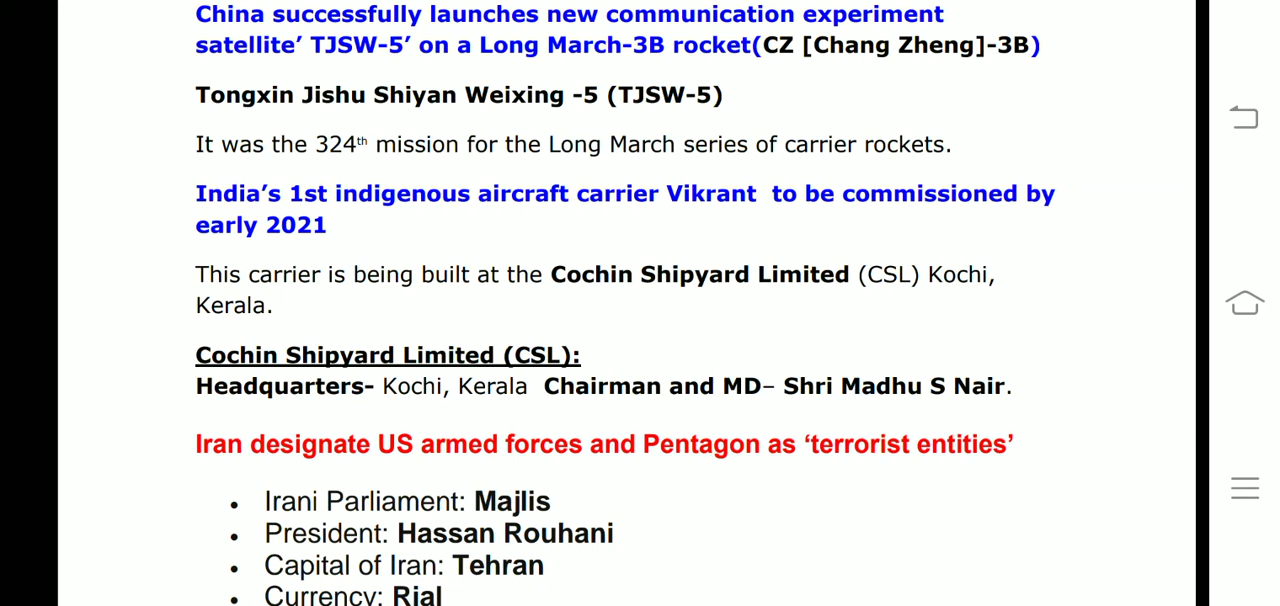 China successfully launches new communication experiment
satellite’ TJSW-5’ on a Long March-3B rocket(CZ [Chang Zheng]-3B)
Tongxin Jishu Shiyan Weixing -5 (TJSW-5)
It was the 324th mission for the Long March series of carrier rockets.
India’s 1st indigenous aircraft carrier Vikrant  to be commissioned by
early 2021
This carrier is being built at the Cochin Shipyard Limited (CSL) Kochi,
Kerala.
Cochin Shipyard Limited (CSL):
Headquarters- Kochi, Kerala  Chairman and MD– Shri Madhu S Nair.
Iran designate US armed forces and Pentagon as ‘terrorist entities’
• Irani Parliament: Majlis
• President: Hassan Rouhani
• Capital of Iran: Tehran
• Currency: Rial